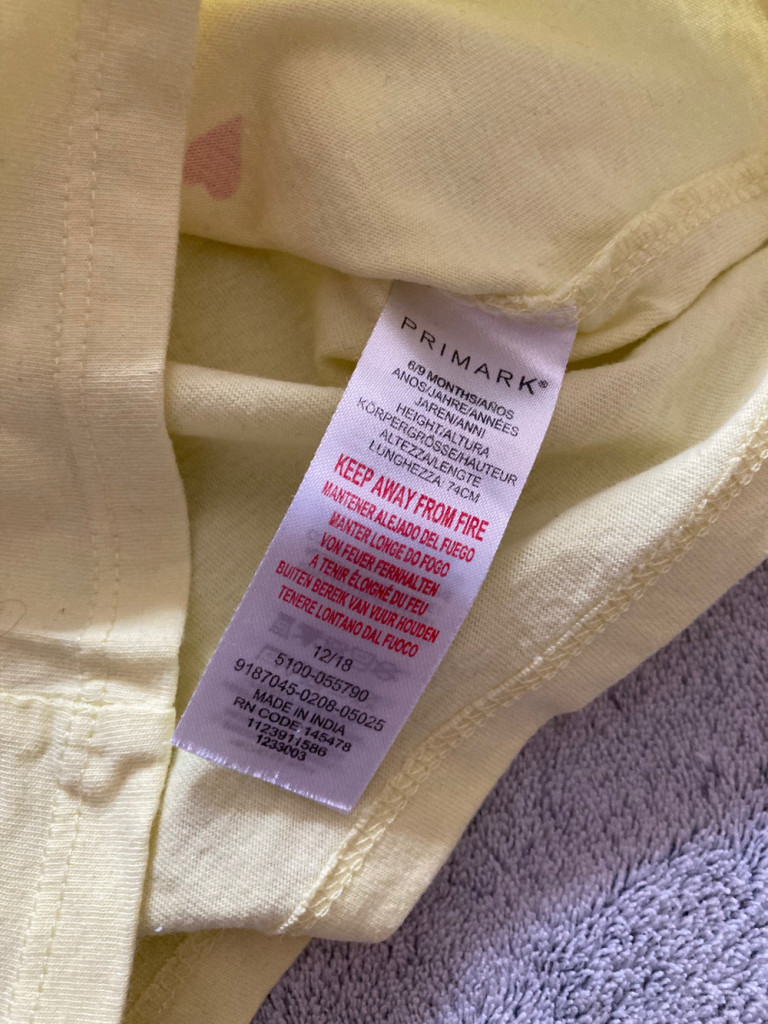 PRIMARK®
6/9 MONTHS/AÑOS
ANOS/JAHRE/ANNÉES
JAREN/ANNI
HEIGHT/ALTURA
KÖRPERGRÖSSE/HAUTEUR
ALTEZZA/LENGTE
LUNGHEZZA: 74CM
KEEP AWAY FROM FIRE
MANTENER ALEJADO DEL FUEGO
MANTER LONGE DO FOGO
VON FEUER FERNHALTEN
A TENIR ÉLOIGNÉ DU FEU
BUITEN BEREIK VAN VUUR HOUDEN
TENERE LONTANO DAL FUOCO
12/18
5100-055790
9187045-0208-05025
MADE IN INDIA
RN CODE:145478
1123911586
1233003